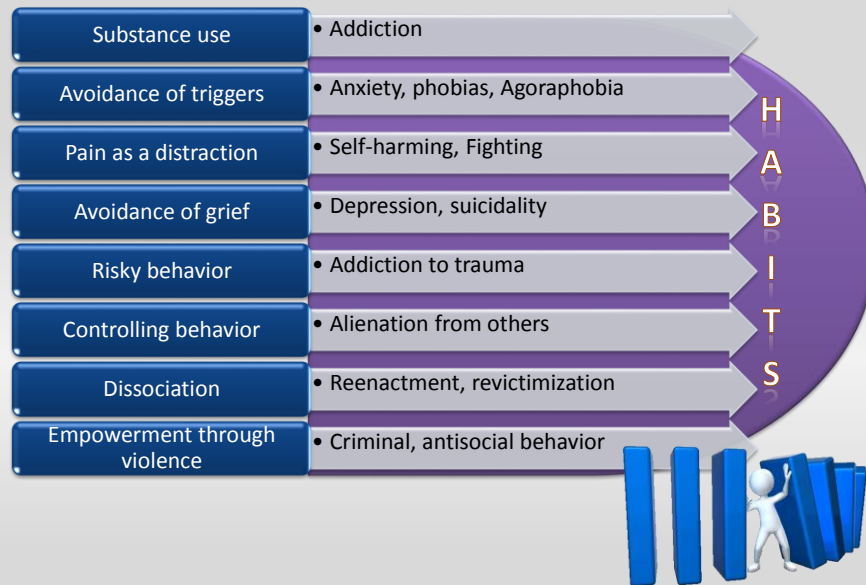 Substance use
• Addiction
Avoidance of triggers
• Anxiety, phobias, Agoraphobia
Pain as a distraction
• Self-harming, Fighting
Avoidance of grief
• Depression, suicidality
Risky behavior
• Addiction to trauma
Controlling behavior
• Alienation from others
Dissociation
• Reenactment, revictimization
Empowerment through
violence
• Criminal, antisocial behavior
H
A
B
I
T
S